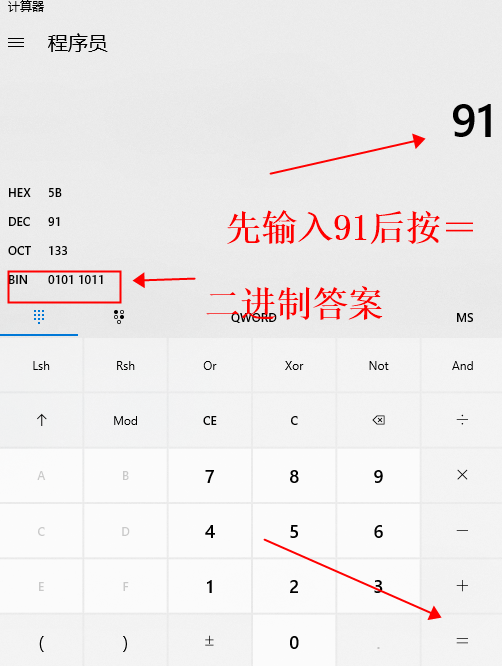 计算器
程序员
91
HEX 5B
DEC 91
OCT 133
BIN 0101 1011
先输入91后按＝
二进制答案
QWORD
MS
Lsh Rsh Or Xor Not And
↑ Mod CE C ÷
A B 7 8 9 ×
C D 4 5 6 −
E F 1 2 3 +
( ) ± 0 . =